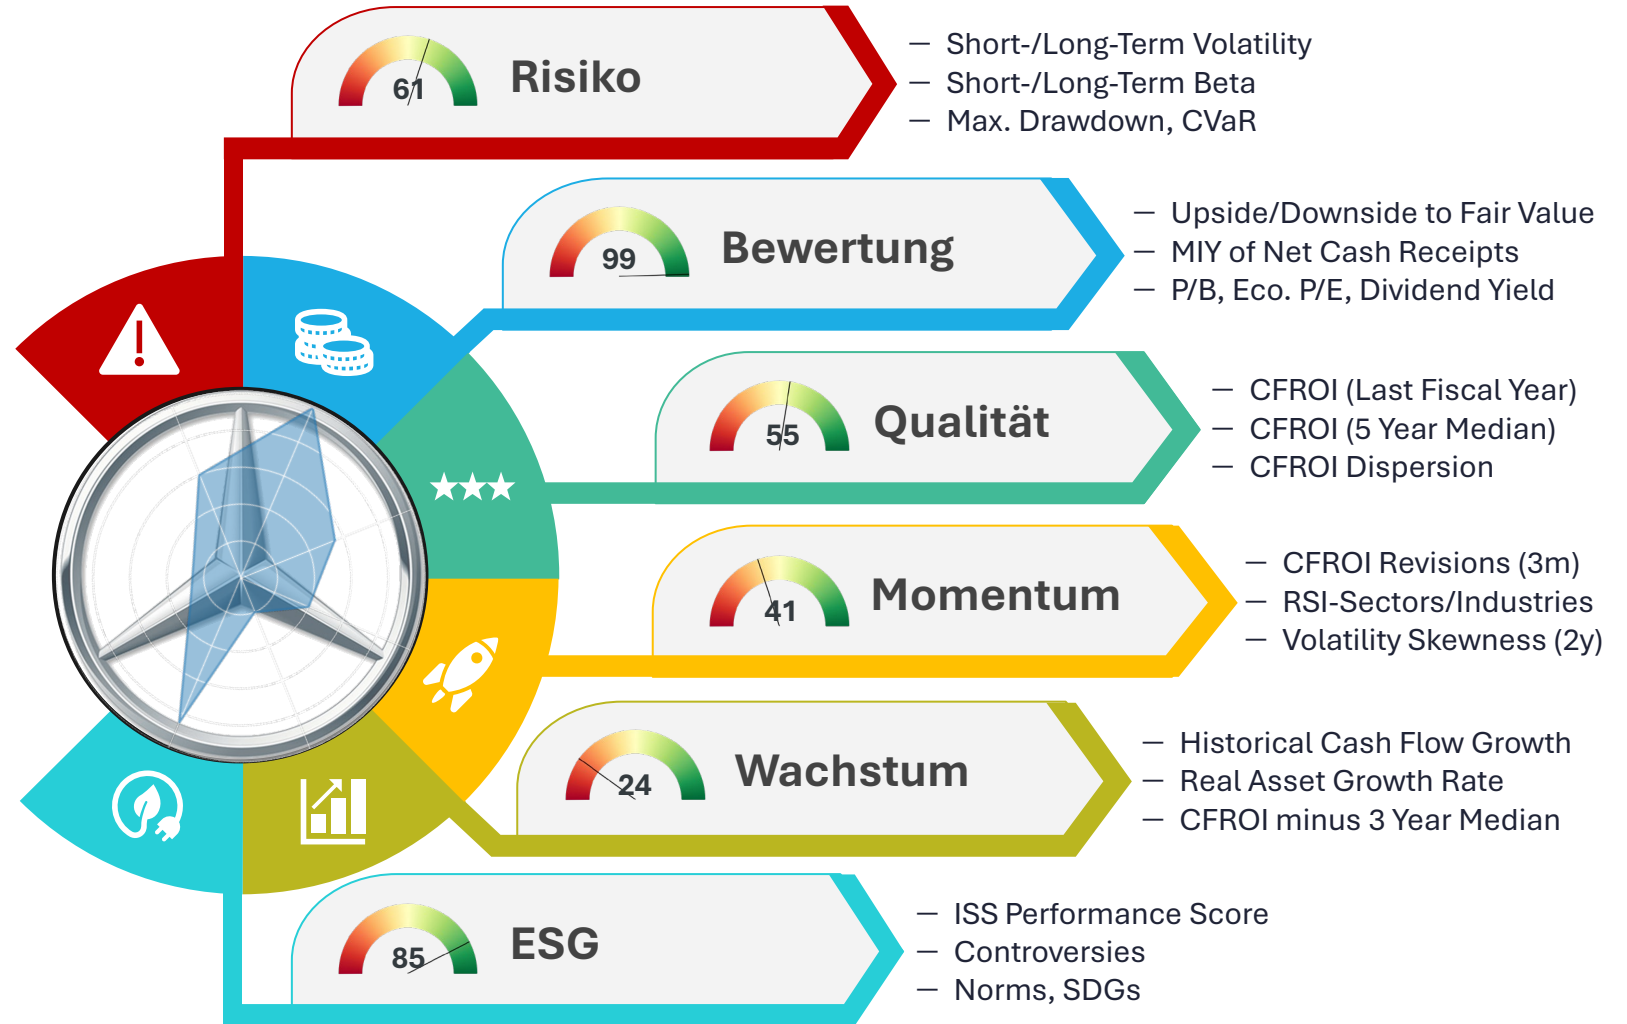 61
Risiko
— Short-/Long-Term Volatility
— Short-/Long-Term Beta
— Max. Drawdown, CVaR
99
Bewertung
— Upside/Downside to Fair Value
— MIY of Net Cash Receipts
— P/B, Eco. P/E, Dividend Yield
55
Qualität
— CFROI (Last Fiscal Year)
— CFROI (5 Year Median)
— CFROI Dispersion
41
Momentum
— CFROI Revisions (3m)
— RSI-Sectors/Industries
— Volatility Skewness (2y)
24
Wachstum
— Historical Cash Flow Growth
— Real Asset Growth Rate
— CFROI minus 3 Year Median
85
ESG
— ISS Performance Score
— Controversies
— Norms, SDGs